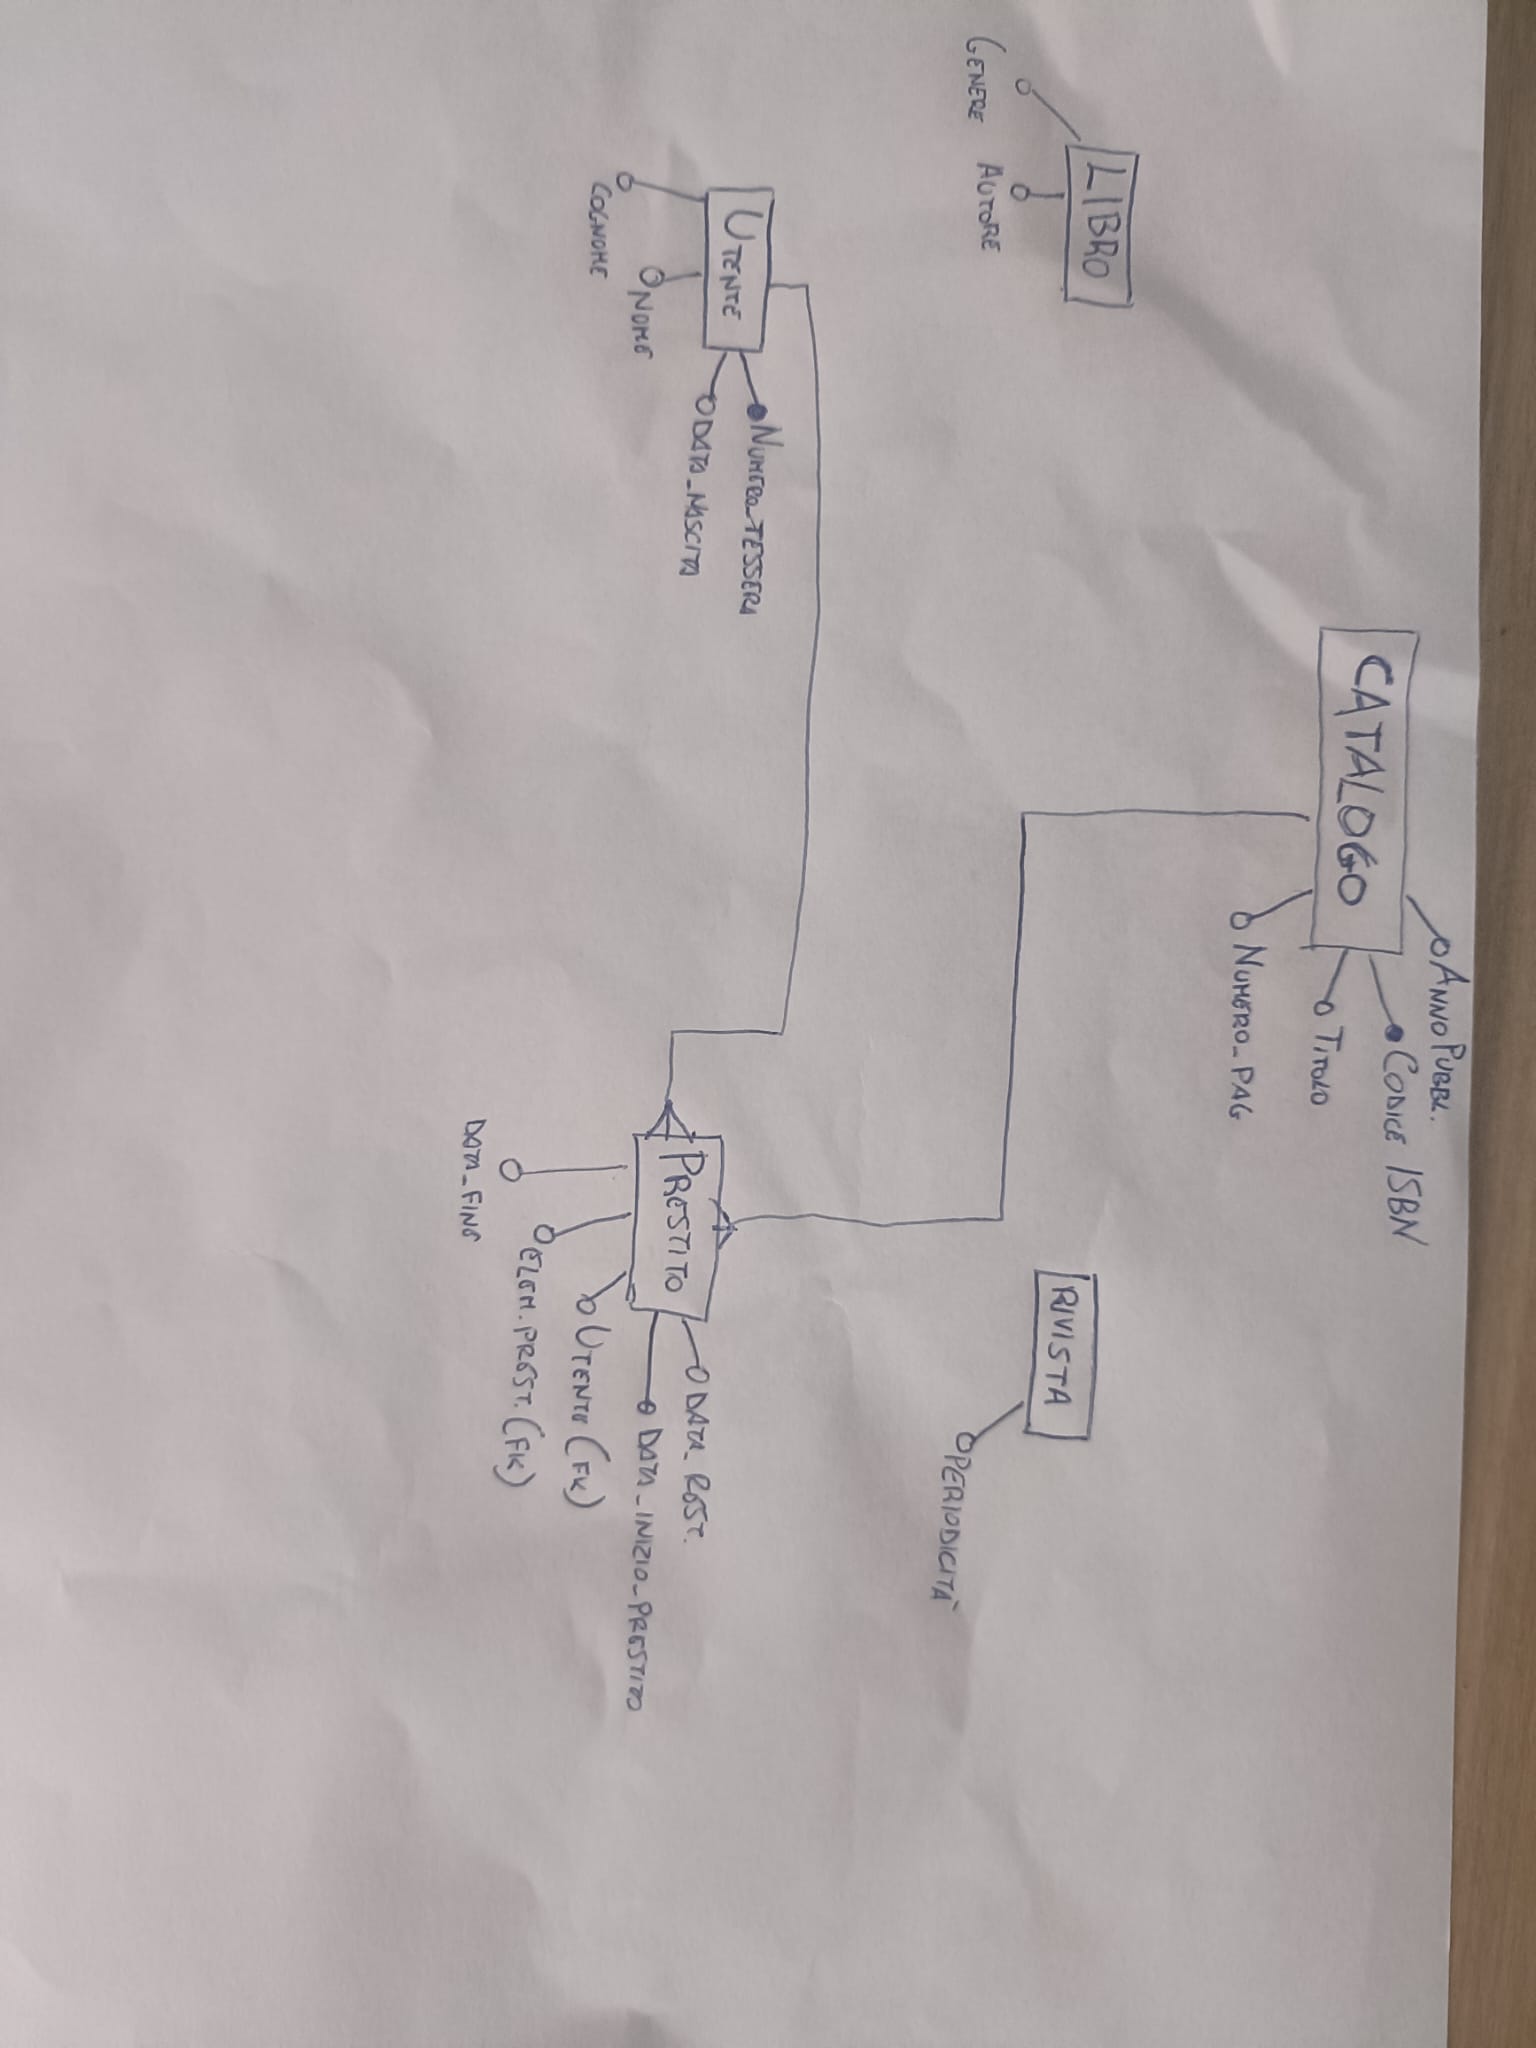 ANNO PUBBL.
CODICE ISBN
CATALOGO
TITOLO
NUMERO_PAG
LIBRO
GENERE
AUTORE
RIVISTA
PERIODICITÀ
UTENTE
NUMERO_TESSERA
DATA_NASCITA
NOME
COGNOME
PRESTITO
DATA_REST.
DATA_INIZIO_PRESTITO
UTENTE (FK)
ELEM. PREST. (FK)
DATA_FINE